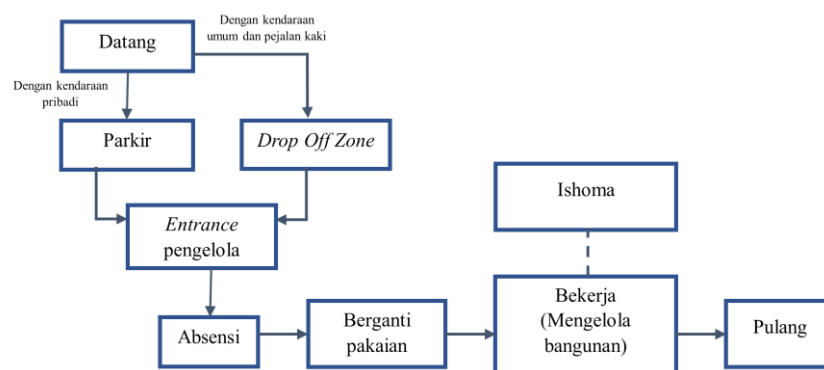 Dengan kendaraan
umum dan pejalan kaki
Datang
Dengan kendaraan
pribadi
Parkir
Drop Off Zone
Ishoma
Entrance
pengelola
Bekerja
(Mengelola
bangunan)
Absensi
Berganti
pakaian
Pulang